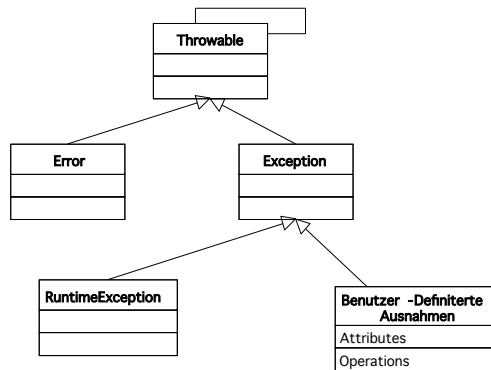 Throwable
Error
Exception
RuntimeException
Benutzer -Definiterte
Ausnahmen
Attributes
Operations